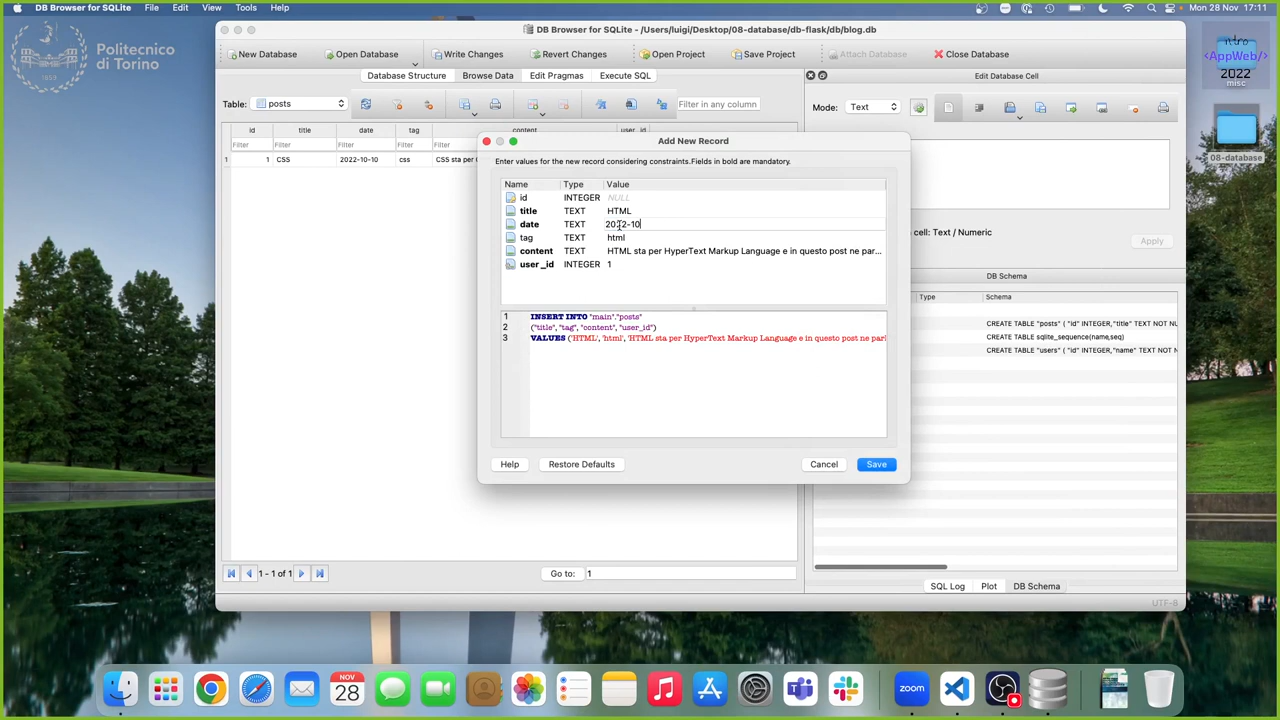 DB Browser for SQLite File Edit View Tools Help Mon 28 Nov 17:11
Politecnico
di Torino
1859
intro
<AppWeb/>
2022
misc
08-database
DB Browser for SQLite - /Users/luigi/Desktop/08-database/db-flask/db/blog.db
New Database Open Database Write Changes Revert Changes Open Project Save Project Attach Database Close Database
Database Structure Browse Data Edit Pragmas Execute SQL
Edit Database Cell
Table: posts Filter in any column
Mode: Text
id title date tag content user_id
Filter Filter Filter Filter Filter
1 1 CSS 2022-10-10 css CSS sta per
Add New Record
Enter values for the new record considering constraints.Fields in bold are mandatory.
Name Type Value
id INTEGER NULL
title TEXT HTML
date TEXT 2022-10
tag TEXT html
content TEXT HTML sta per HyperText Markup Language e in questo post ne par...
user_id INTEGER 1
1 INSERT INTO "main"."posts"
2 ("title", "tag", "content", "user_id")
3 VALUES ('HTML', 'html', 'HTML sta per HyperText Markup Language e in questo post ne parl
Help Restore Defaults Cancel Save
cell: Text / Numeric
Apply
DB Schema
Type Schema
CREATE TABLE "posts" ( "id" INTEGER,"title" TEXT NOT NU
CREATE TABLE sqlite_sequence(name,seq)
CREATE TABLE "users" ( "id" INTEGER,"name" TEXT NOT N
1 - 1 of 1 Go to: 1
SQL Log Plot DB Schema
UTF-8
NOV
28
zoom